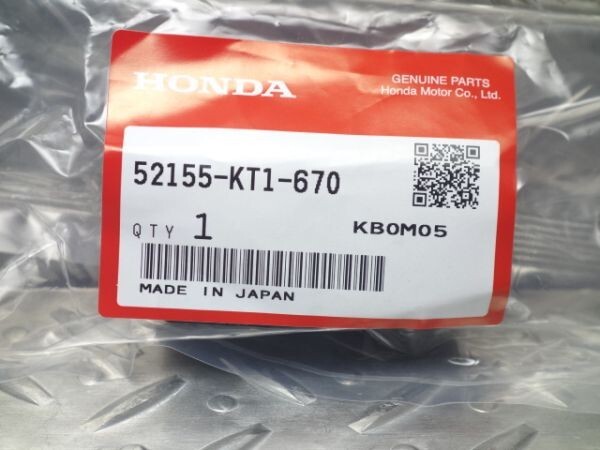 HONDA
GENUINE PARTS
Honda Motor Co., Ltd.
52155-KT1-670
QTY 1
KB0M05
MADE IN JAPAN